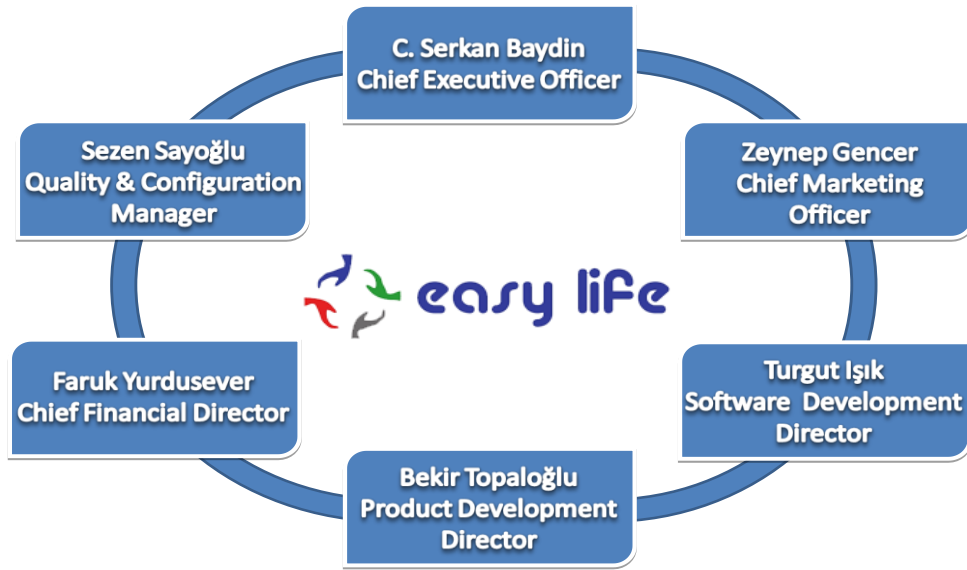 C. Serkan Baydin
Chief Executive Officer
Sezen Sayoğlu
Quality & Configuration
Manager
Zeynep Gencer
Chief Marketing
Officer
easy life
Faruk Yurdusever
Chief Financial Director
Turgut Işık
Software Development
Director
Bekir Topaloğlu
Product Development
Director